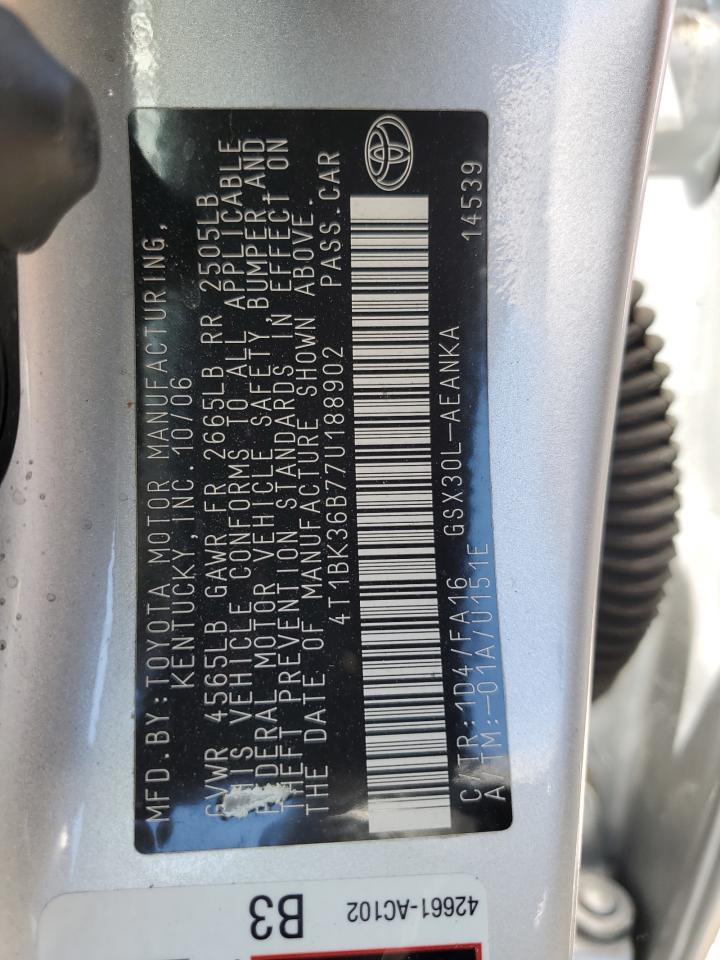 MFD.BY:TOYOTA MOTOR MANUFACTURING,
KENTUCKY,INC. 10/06
GVWR 4565LB GAWR FR 2665LB RR 2505LB
VEHICLE CONFORMS TO ALL APPLICABLE
FEDERAL MOTOR VEHICLE SAFETY, BUMPER,AND
THEFT PREVENTION STANDARDS IN EFFECT ON
THE DATE OF MANUFACTURE SHOWN ABOVE.
4T1BK36B77U188902 PASS.CAR
C/TR:1D4/FA16 GSX30L-AEANKA 14539
A/TM:-01A/U151E
42661-AC102
B3